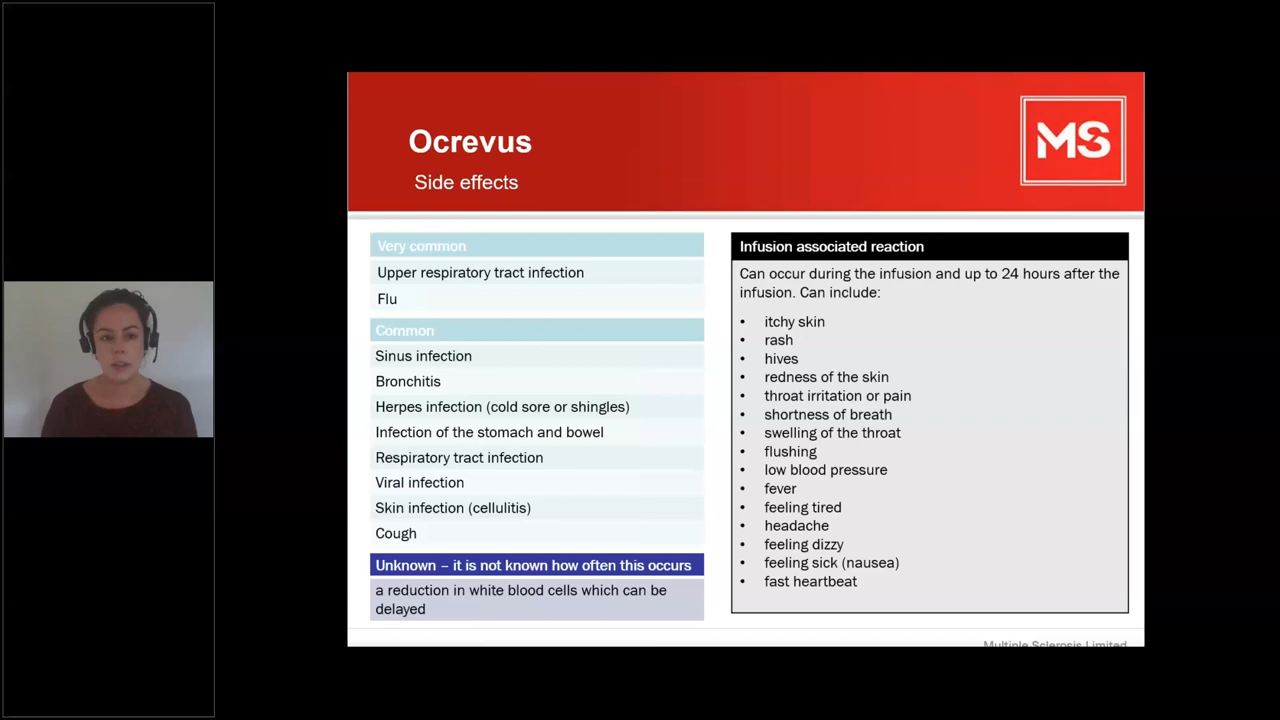 Ocrevus
Side effects
MS
Very common
Upper respiratory tract infection
Flu
Common
Sinus infection
Bronchitis
Herpes infection (cold sore or shingles)
Infection of the stomach and bowel
Respiratory tract infection
Viral infection
Skin infection (cellulitis)
Cough
Unknown – it is not known how often this occurs
a reduction in white blood cells which can be
delayed
Infusion associated reaction
Can occur during the infusion and up to 24 hours after the
infusion. Can include:
• itchy skin
• rash
• hives
• redness of the skin
• throat irritation or pain
• shortness of breath
• swelling of the throat
• flushing
• low blood pressure
• fever
• feeling tired
• headache
• feeling dizzy
• feeling sick (nausea)
• fast heartbeat
Multiple Sclerosis Limited